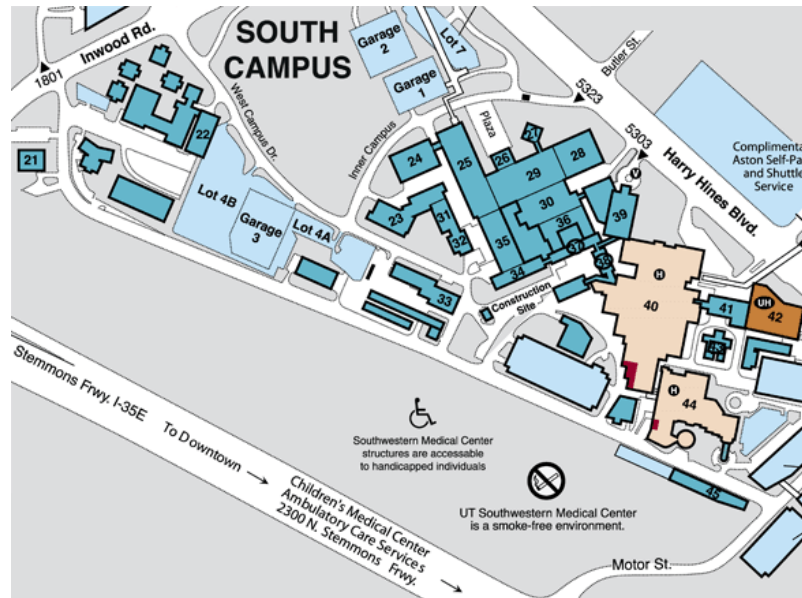 SOUTH
CAMPUS
Inwood Rd.
1801
West Campus Dr.
Inner Campus
Garage
2
Garage
1
Lot 7
Plaza
Butler St.
5323
5303
Harry Hines Blvd.
Complimenta
Aston Self-Pa
and Shuttle
Service
V
21
22
Lot 4B
Garage
3
Lot 4A
23
24
25
26
27
28
29
30
31
32
33
34
35
36
37
38
39
H
40
41
UH
42
43
H
44
45
Construction
Site
Stemmons Frwy. I-35E
To Downtown
Children's Medical Center
Ambulatory Care Services
2300 N. Stemmons Frwy.
Southwestern Medical Center
structures are accessable
to handicapped individuals
UT Southwestern Medical Center
is a smoke-free environment.
Motor St.